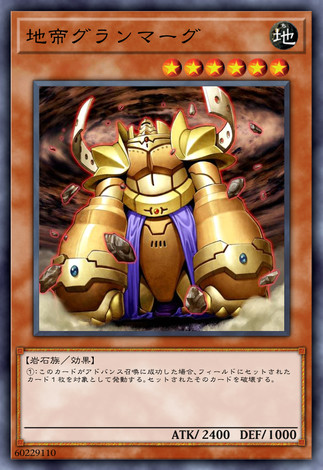 地帝グランマーグ
地
【岩石族/効果】
①:このカードがアドバンス召喚に成功した場合、フィールドにセットされた
カード1枚を対象として発動する。セットされたそのカードを破壊する。
ATK/ 2400 DEF/1000
60229110